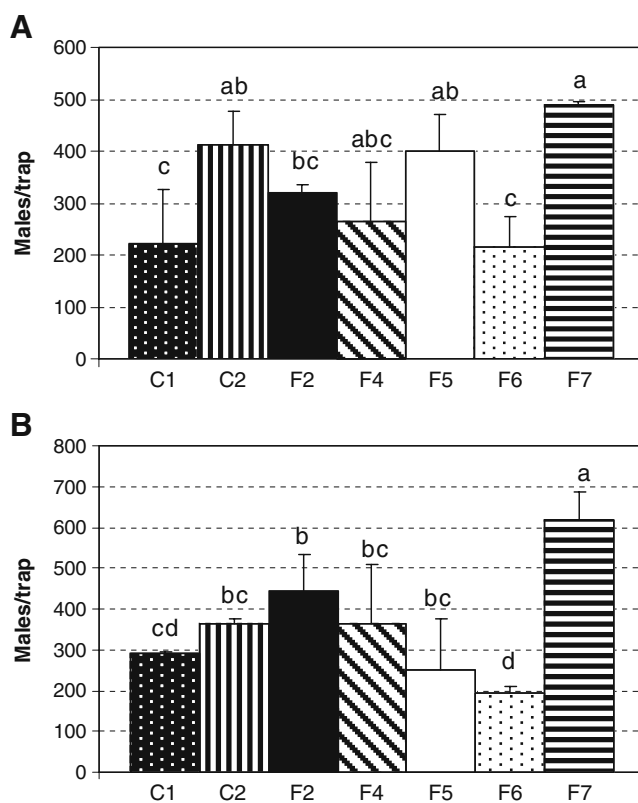 A
Males/trap
600
500
400
300
200
100
0
c
ab
bc
abc
ab
c
a
C1 C2 F2 F4 F5 F6 F7
B
Males/trap
800
700
600
500
400
300
200
100
0
cd
bc
b
bc
bc
d
a
C1 C2 F2 F4 F5 F6 F7